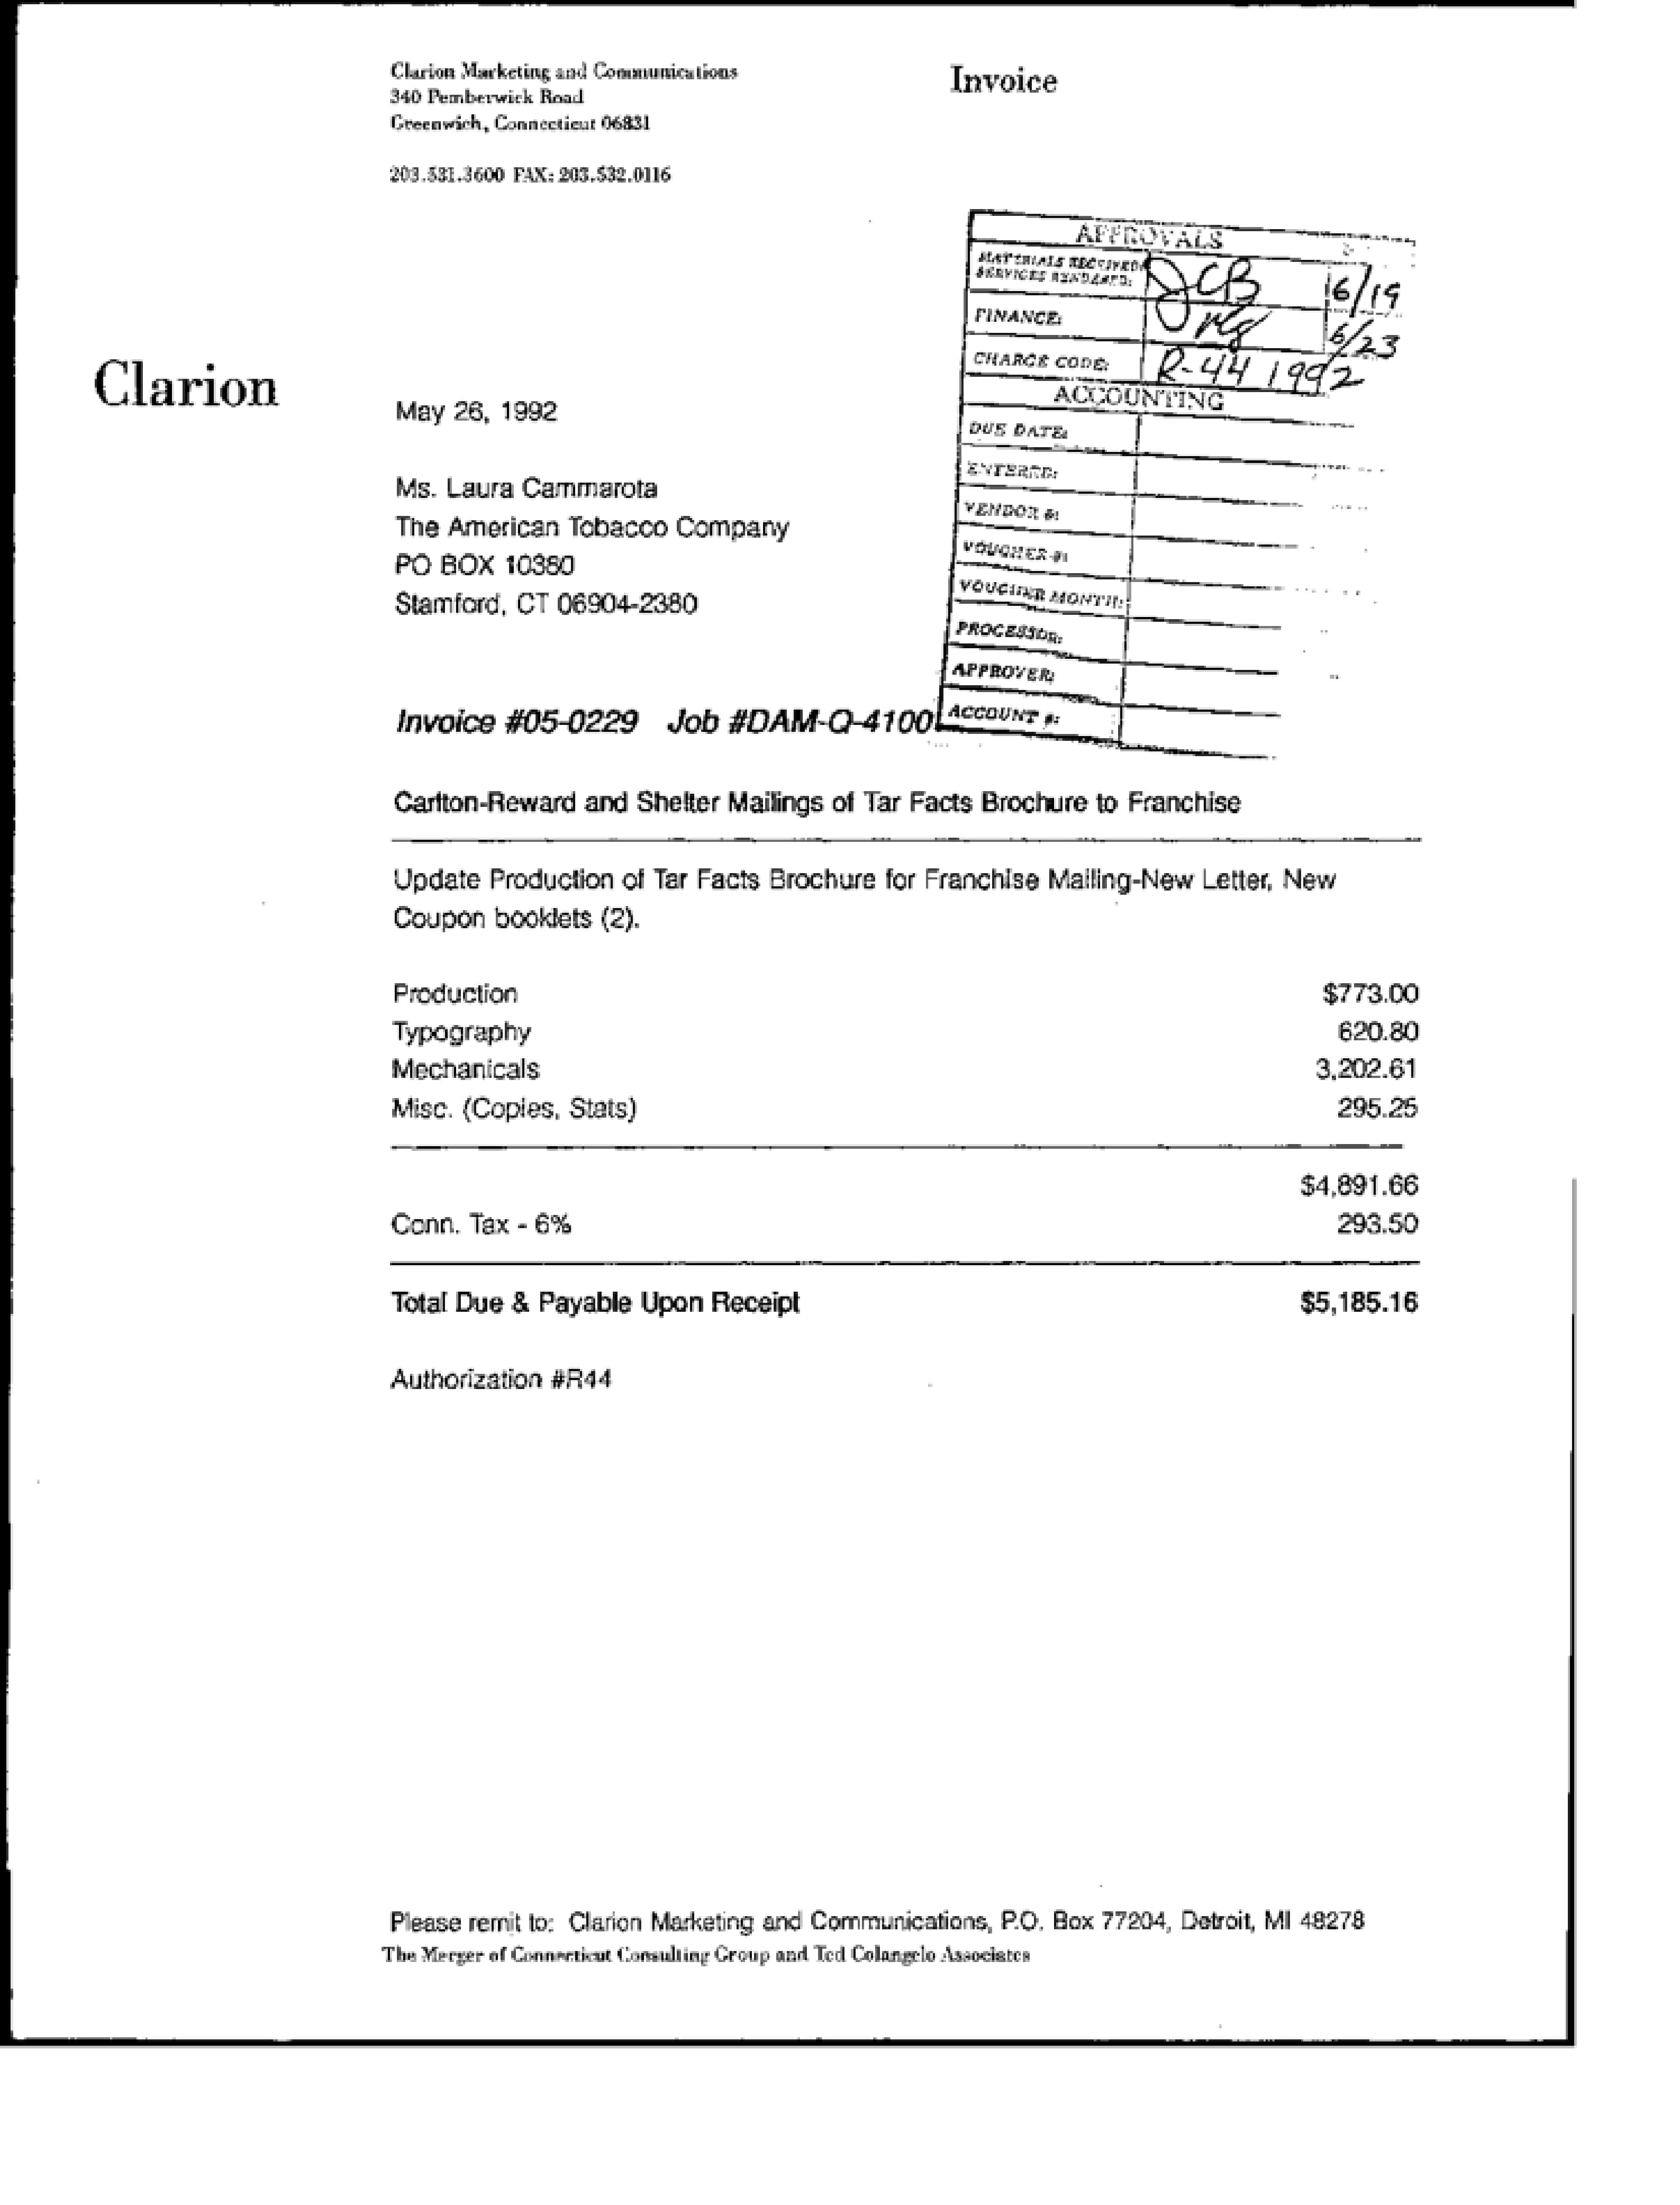 Clarion Marketing and Communications
340 Pemberwick Road
Greenwich, Connecticut 06831
203.531.3600 FAX: 203.532.0116
Invoice
APPROVALS
MATERIALS RECEIVED/
SERVICES RENDERED:
JCB 6/19
FINANCE: 6/23
CHARGE CODE: R-44 1992
ACCOUNTING
DUE DATE:
ENTERED:
VENDOR #:
VOUCHER #:
VOUCHER MONTH:
PROCESSOR:
APPROVER:
ACCOUNT #:
Clarion
May 26, 1992
Ms. Laura Cammarota
The American Tobacco Company
PO BOX 10380
Stamford, CT 06904-2380
Invoice #05-0229 Job #DAM-Q-4100
Carlton-Reward and Shelter Mailings of Tar Facts Brochure to Franchise
Update Production of Tar Facts Brochure for Franchise Mailing-New Letter, New
Coupon booklets (2).
Production $773.00
Typography 620.80
Mechanicals 3,202.61
Misc. (Copies, Stats) 295.25
$4,891.66
Conn. Tax - 6% 293.50
Total Due & Payable Upon Receipt $5,185.16
Authorization #R44
Please remit to: Clarion Marketing and Communications, P.O. Box 77204, Detroit, MI 48278
The Merger of Connecticut Consulting Group and Ted Colangelo Associates